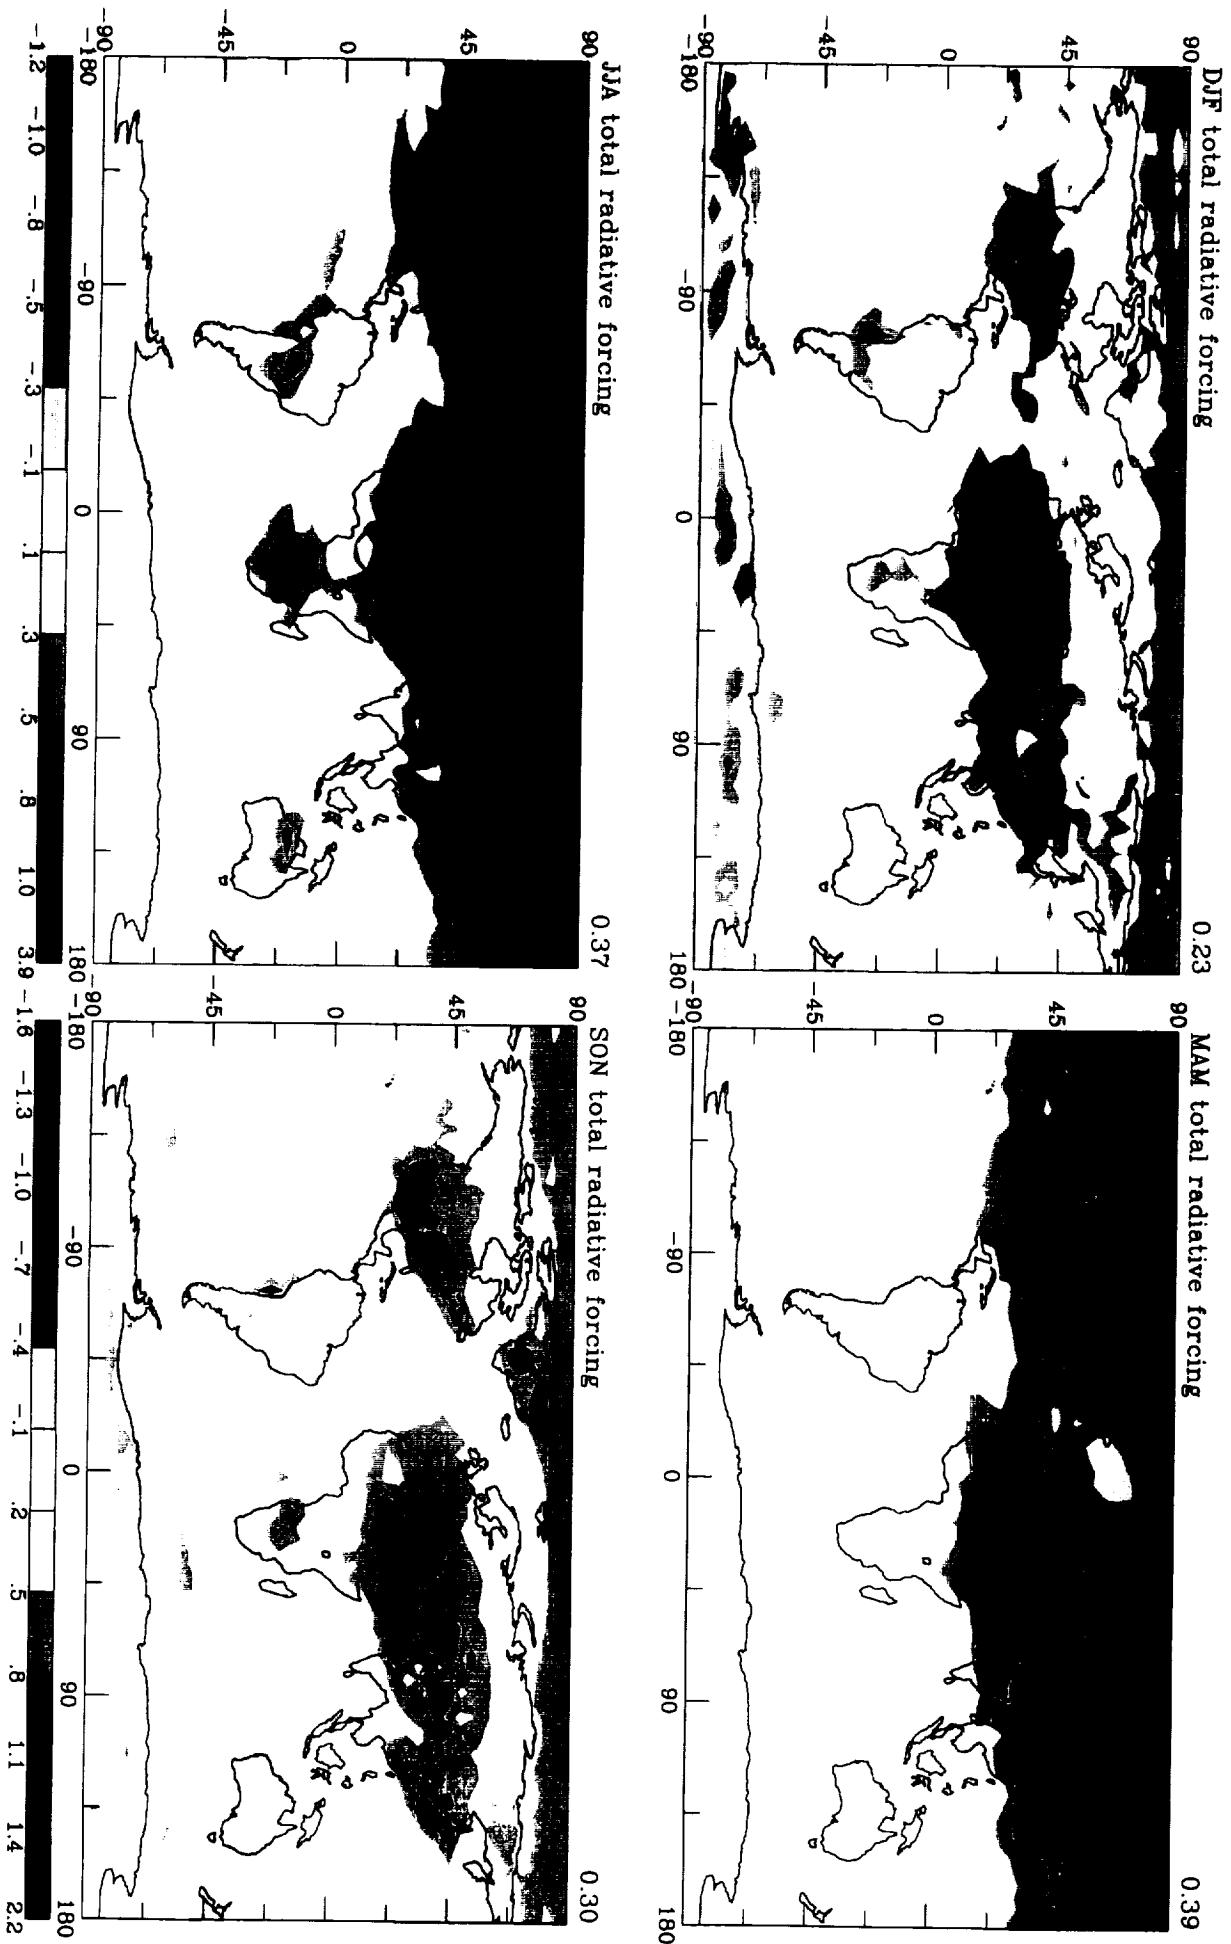 DJF total radiative forcing 0.23
90
45
0
-45
-90
-180 -90 0 90 180
MAM total radiative forcing 0.39
90
45
0
-45
-90
-180 -90 0 90 180
JJA total radiative forcing 0.37
90
45
0
-45
-90
-180 -90 0 90 180
-1.2 -1.0 -.8 -.5 -.3 -.1 .1 .3 .5 .8 1.0 3.9
SON total radiative forcing 0.30
90
45
0
-45
-90
-180 -90 0 90 180
-1.6 -1.3 -1.0 -.7 -.4 -.1 .2 .5 .8 1.1 1.4 2.2